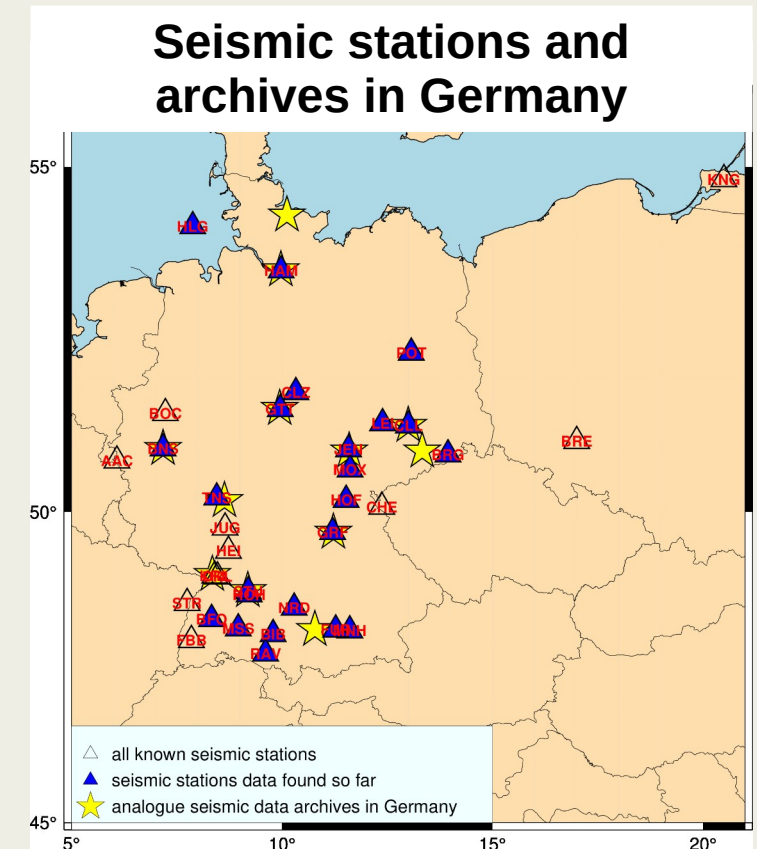 Seismic stations and
archives in Germany
55°
KNG
HLG
HAM
POT
CLZ
BOC
GTT
LEI
CLL
BRE
BNS
AAC
JEN
BRG
MOX
TNS
HOF
CHE
JUG
GRF
HEI
STR
NRD
BFO
MSS
BIB
FBB
RAV
50°
all known seismic stations
seismic stations data found so far
analogue seismic data archives in Germany
45°
5°
10°
15°
20°